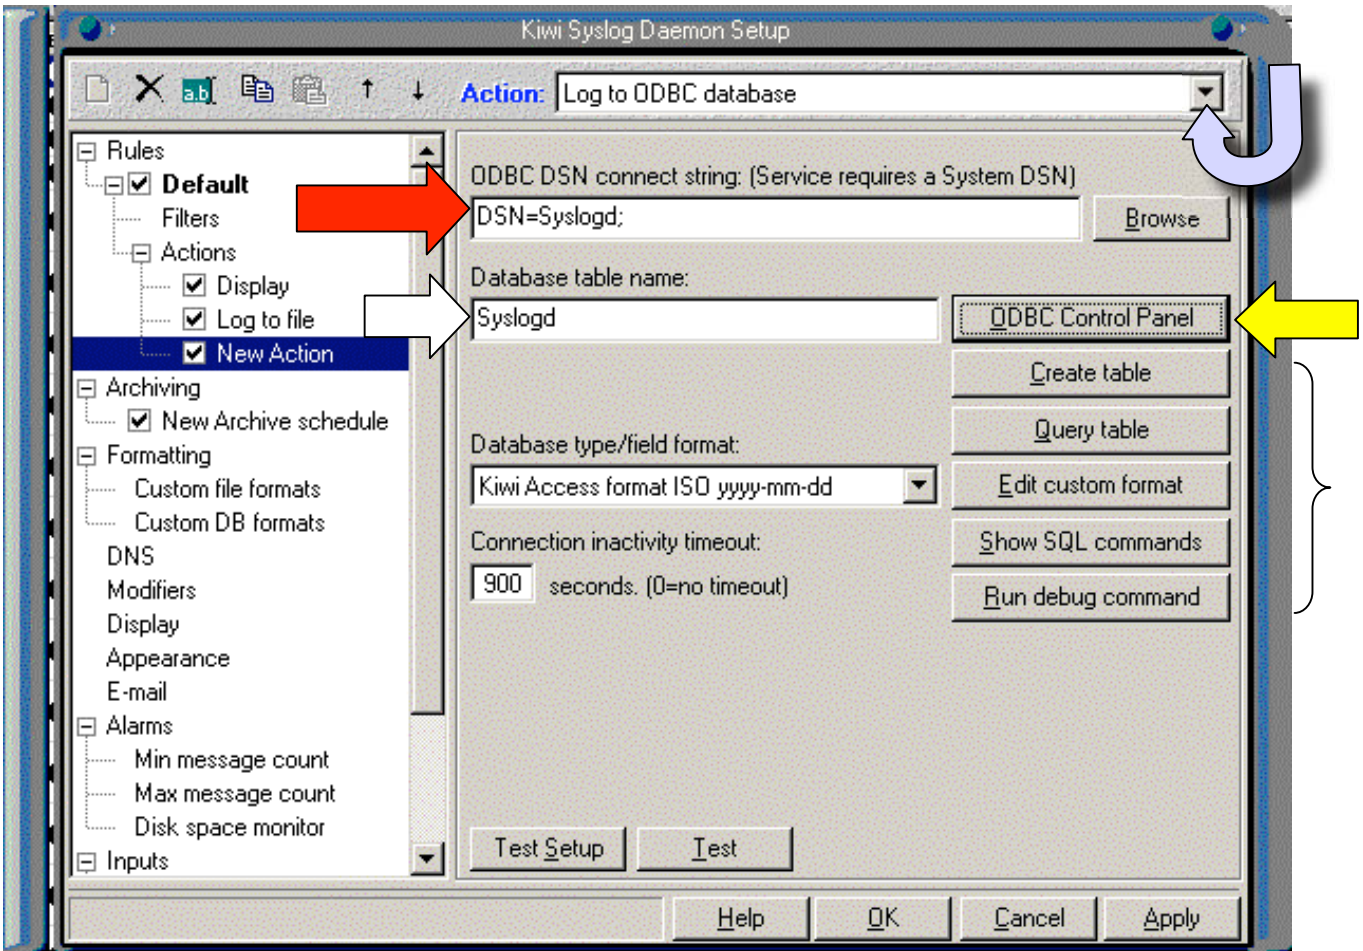 Kiwi Syslog Daemon Setup
a.b
Action: Log to ODBC database
Rules
Default
Filters
Actions
Display
Log to file
New Action
Archiving
New Archive schedule
Formatting
Custom file formats
Custom DB formats
DNS
Modifiers
Display
Appearance
E-mail
Alarms
Min message count
Max message count
Disk space monitor
Inputs
ODBC DSN connect string: (Service requires a System DSN)
DSN=Syslogd;
Browse
Database table name:
Syslogd
ODBC Control Panel
Create table
Query table
Database type/field format:
Kiwi Access format ISO yyyy-mm-dd
Edit custom format
Connection inactivity timeout:
Show SQL commands
900 seconds. (0=no timeout)
Run debug command
Test Setup
Test
Help
OK
Cancel
Apply